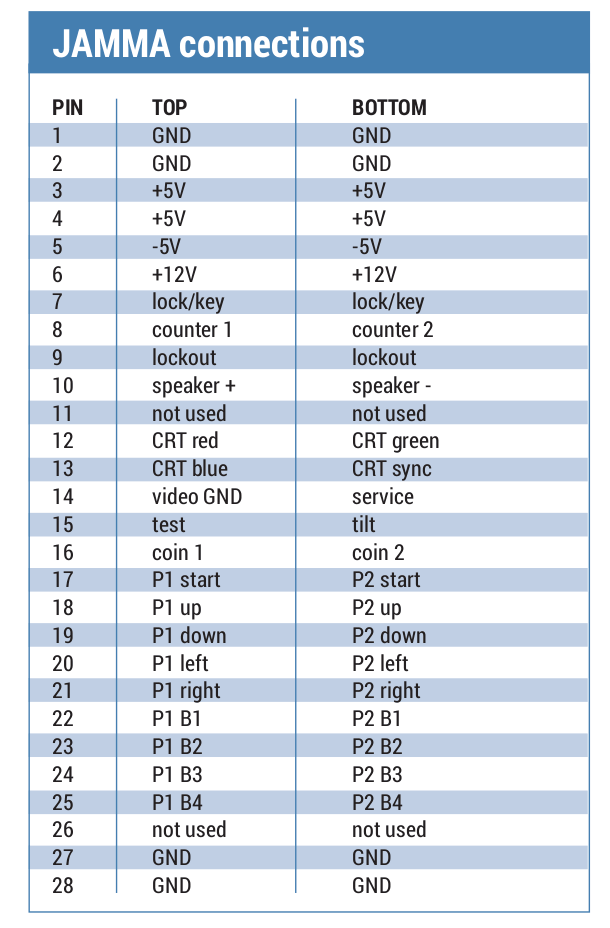 JAMMA connections
PIN TOP BOTTOM
1 GND GND
2 GND GND
3 +5V +5V
4 +5V +5V
5 -5V -5V
6 +12V +12V
7 lock/key lock/key
8 counter 1 counter 2
9 lockout lockout
10 speaker + speaker -
11 not used not used
12 CRT red CRT green
13 CRT blue CRT sync
14 video GND service
15 test tilt
16 coin 1 coin 2
17 P1 start P2 start
18 P1 up P2 up
19 P1 down P2 down
20 P1 left P2 left
21 P1 right P2 right
22 P1 B1 P2 B1
23 P1 B2 P2 B2
24 P1 B3 P2 B3
25 P1 B4 P2 B4
26 not used not used
27 GND GND
28 GND GND